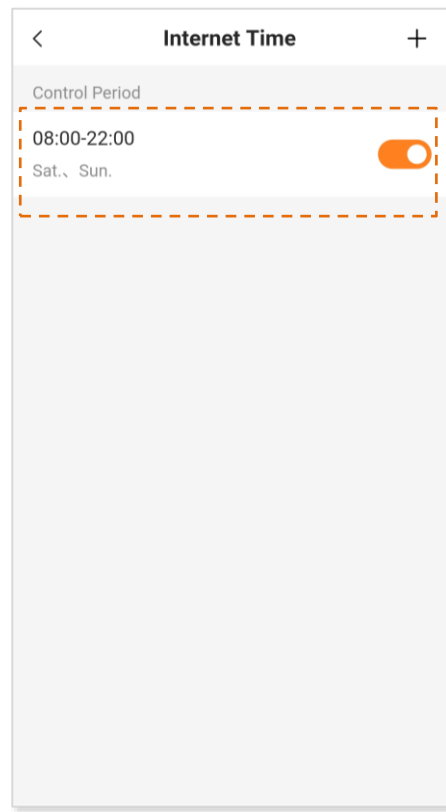 Internet Time
Control Period
08:00-22:00
Sat.、Sun.